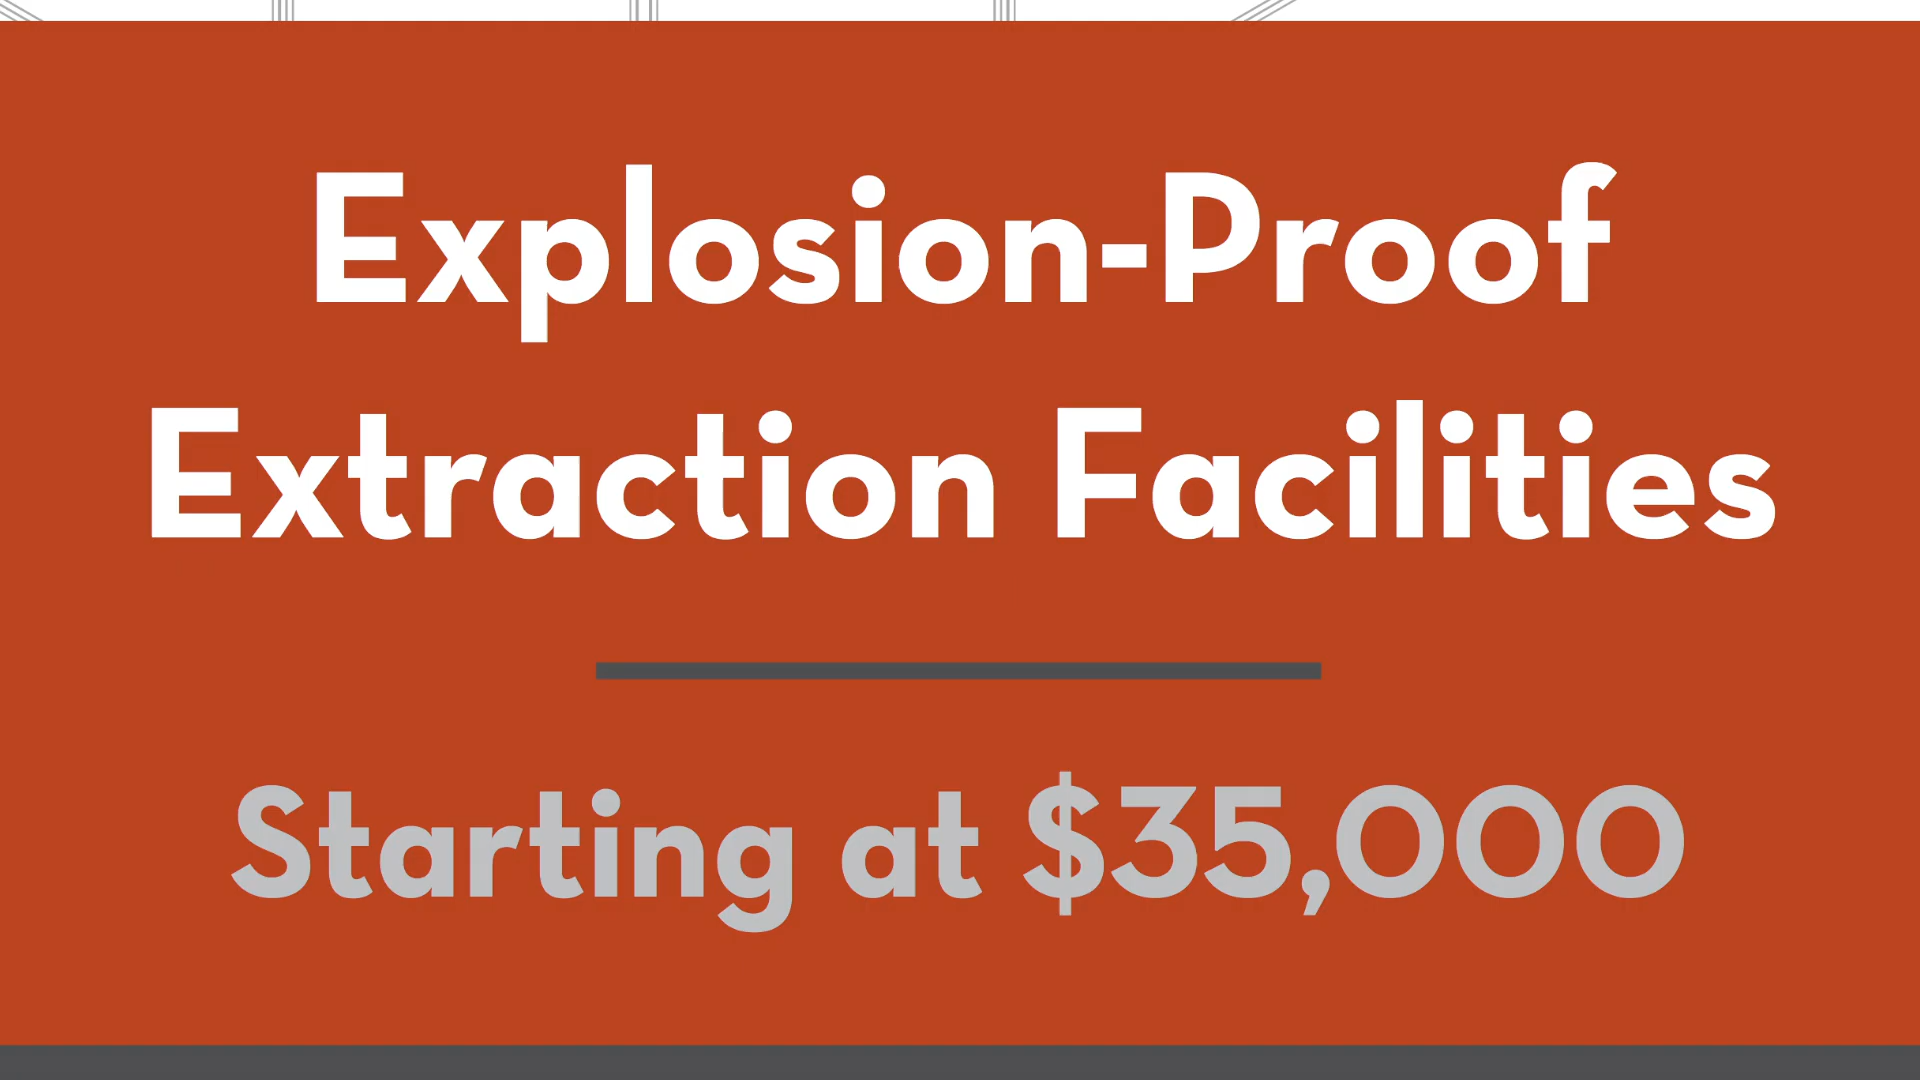 Explosion-Proof
Extraction Facilities
Starting at $35,000